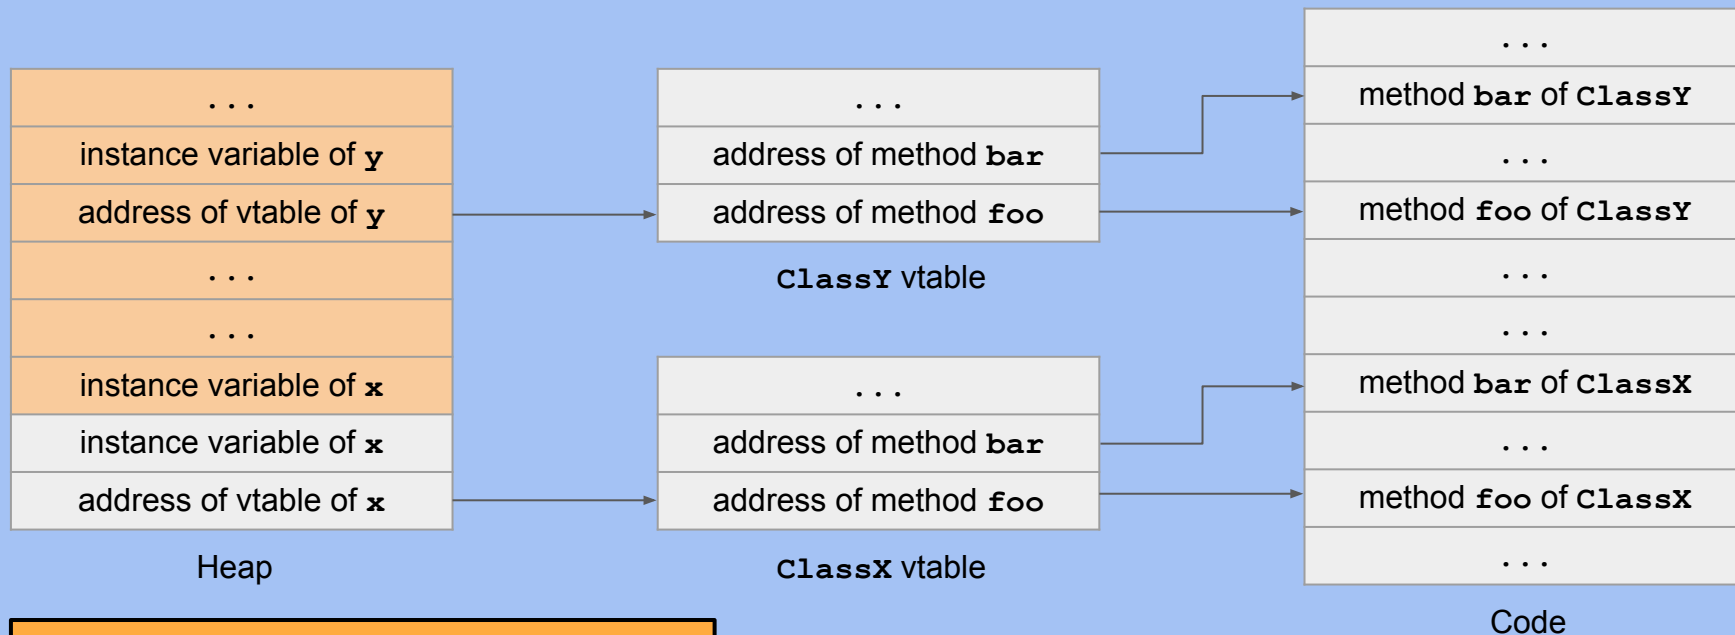 ...
instance variable of y
address of vtable of y
...
...
instance variable of x
instance variable of x
address of vtable of x
Heap
...
address of method bar
address of method foo
ClassY vtable
...
address of method bar
address of method foo
ClassX vtable
...
method bar of ClassY
...
method foo of ClassY
...
...
method bar of ClassX
...
method foo of ClassX
...
Code